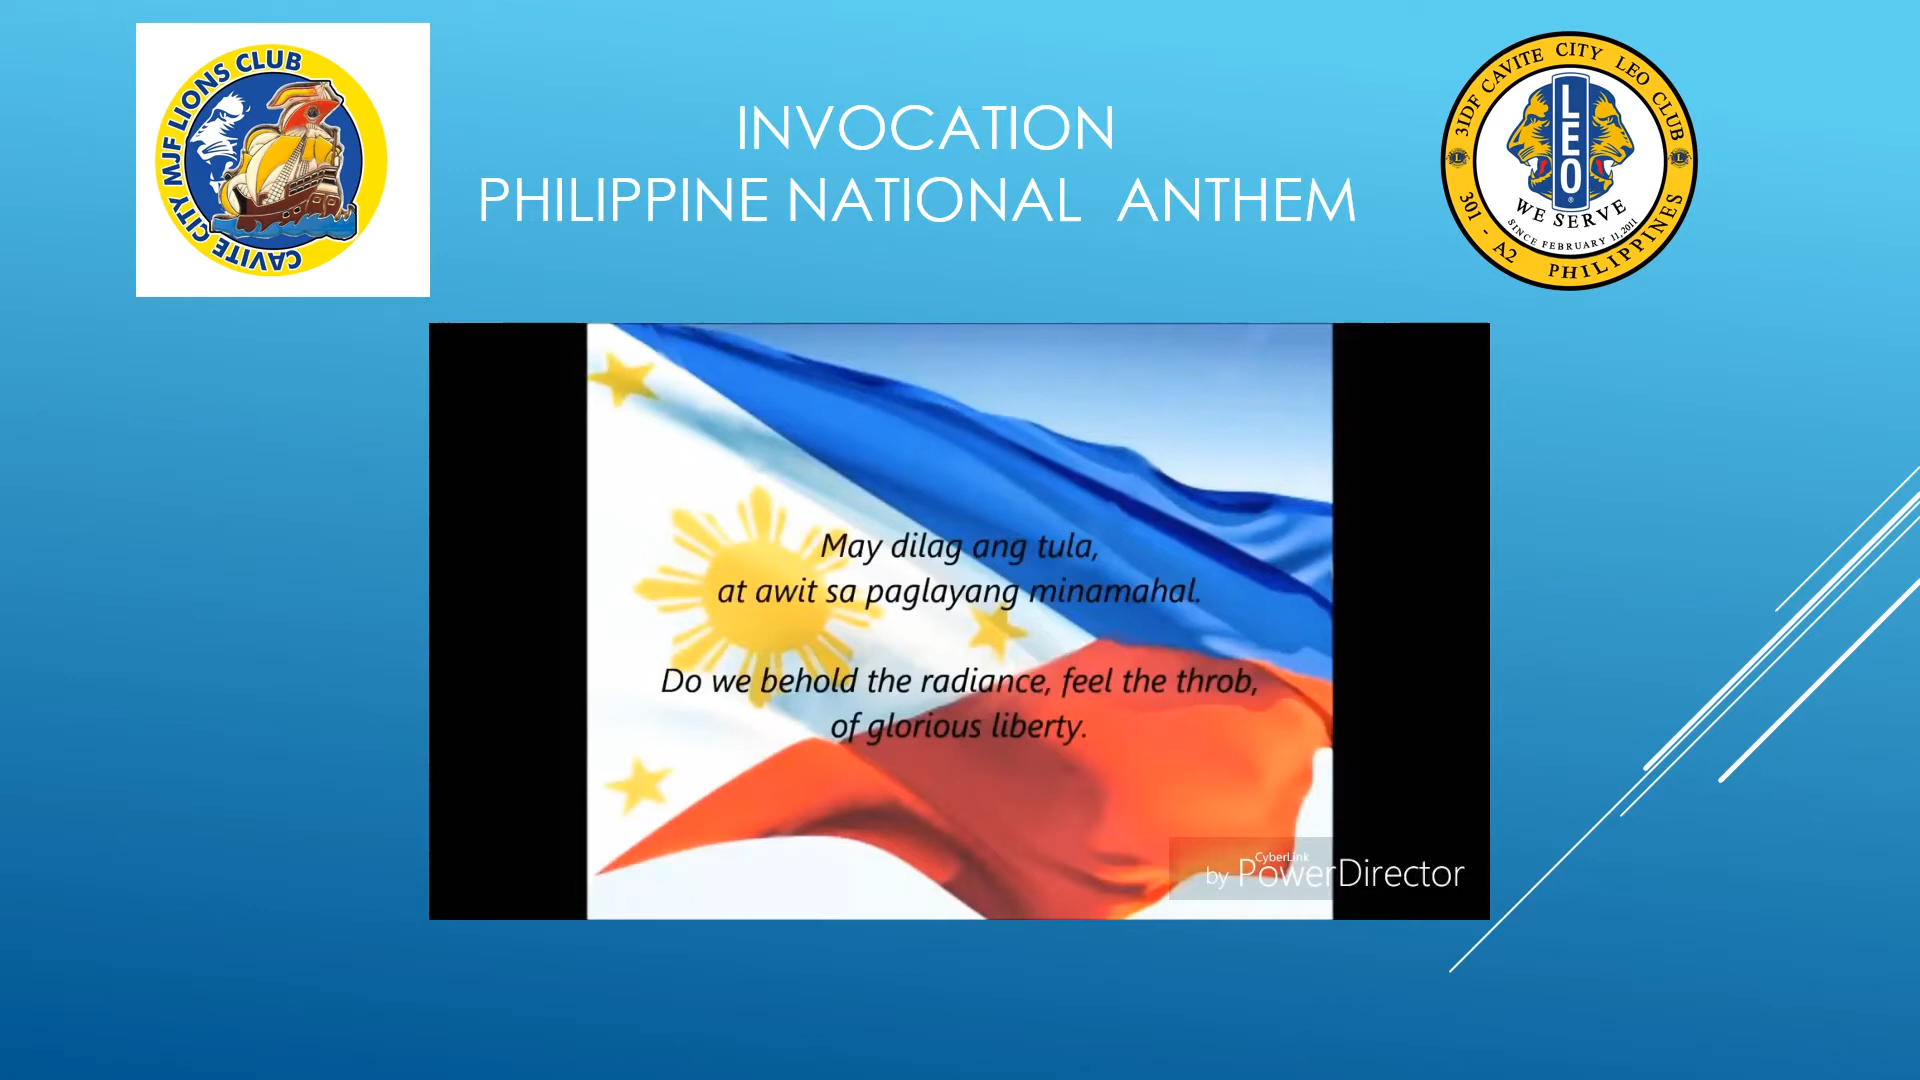 CAVITE CITY MJF LIONS CLUB
CAVITE
INVOCATION
PHILIPPINE NATIONAL ANTHEM
3IDF CAVITE CITY LEO CLUB
301 - A2 PHILIPPINES
LEO
WE SERVE
SINCE FEBRUARY 11,2011
May dilag ang tula,
at awit sa paglayang minamahal.
Do we behold the radiance, feel the throb,
of glorious liberty.
CyberLink
by PowerDirector